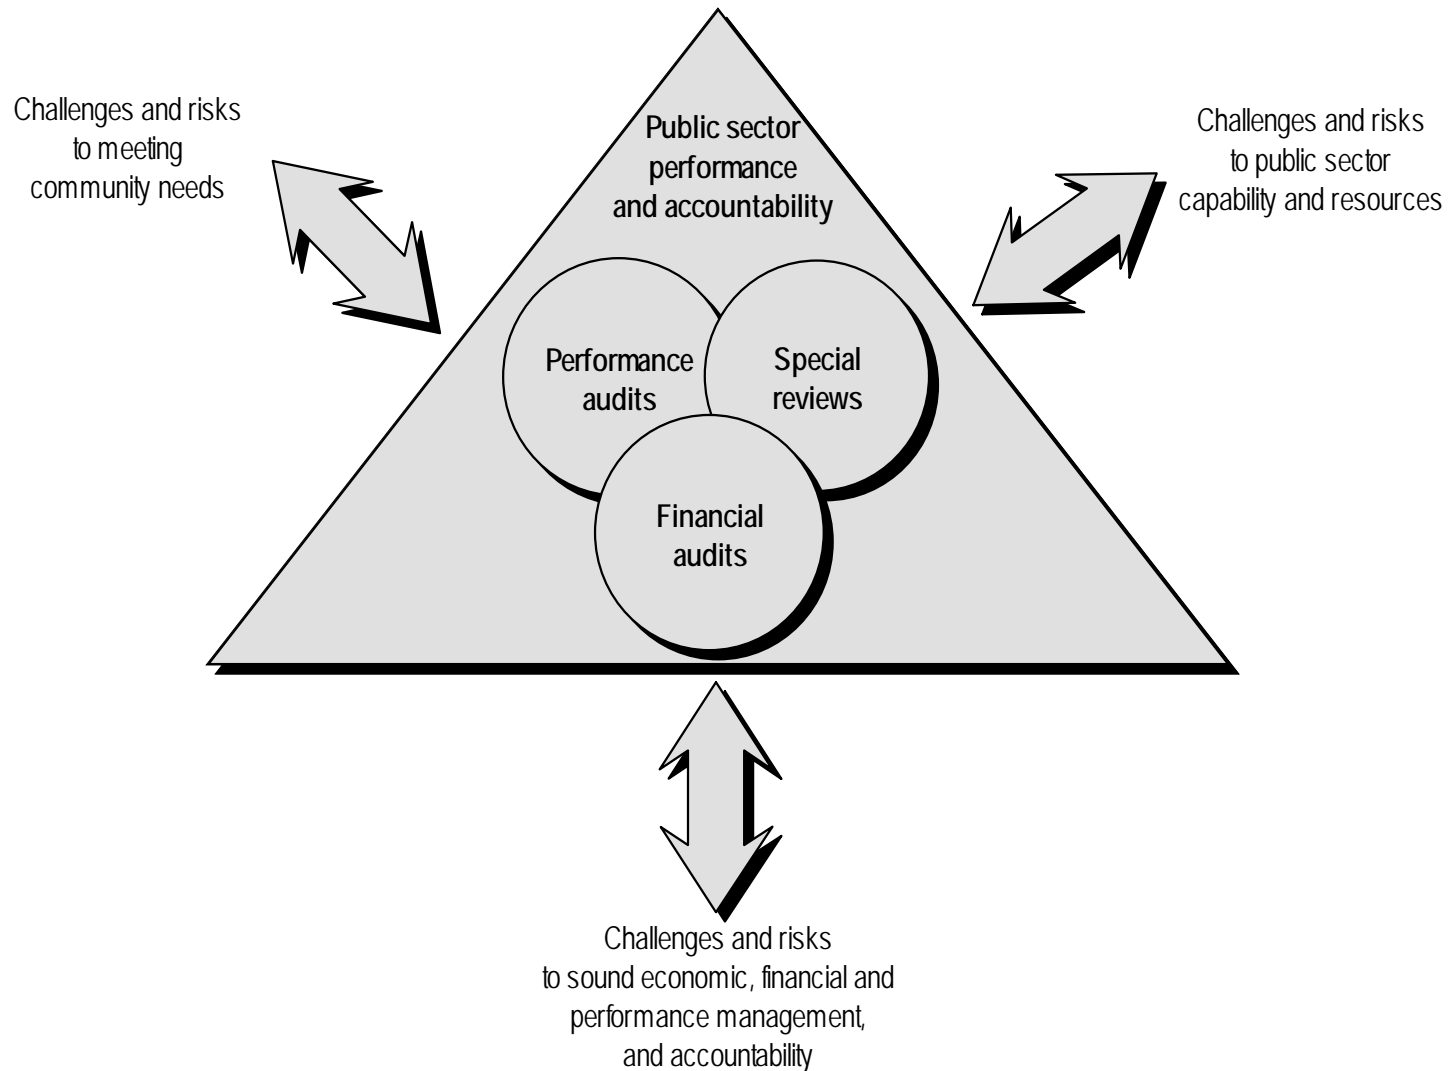 Challenges and risks
to meeting
community needs
Public sector
performance
and accountability
Challenges and risks
to public sector
capability and resources
Performance
audits
Special
reviews
Financial
audits
Challenges and risks
to sound economic, financial and
performance management,
and accountability